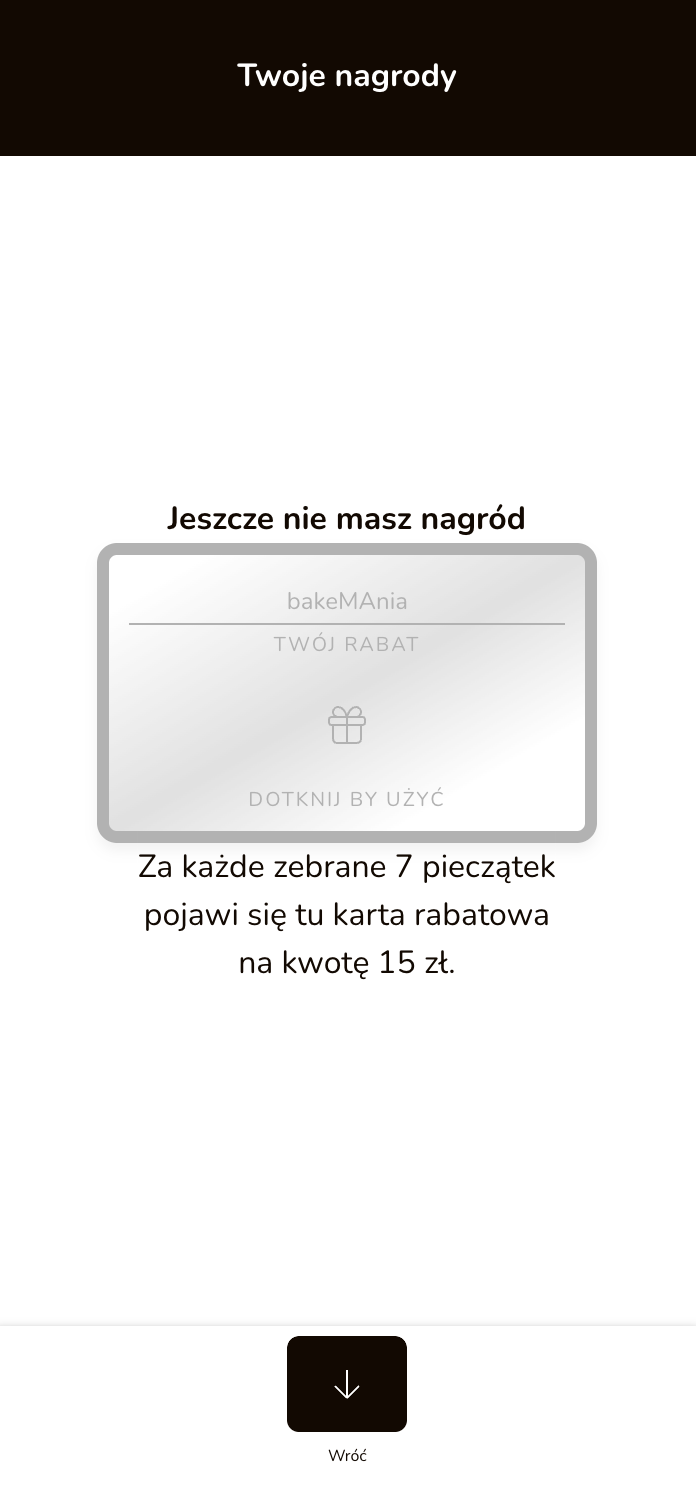 Twoje nagrody
Jeszcze nie masz nagród
bakeMAnia
TWÓJ RABAT
DOTKNIJ BY UŻYĆ
Za każde zebrane 7 pieczątek
pojawi się tu karta rabatowa
na kwotę 15 zł.
Wróć